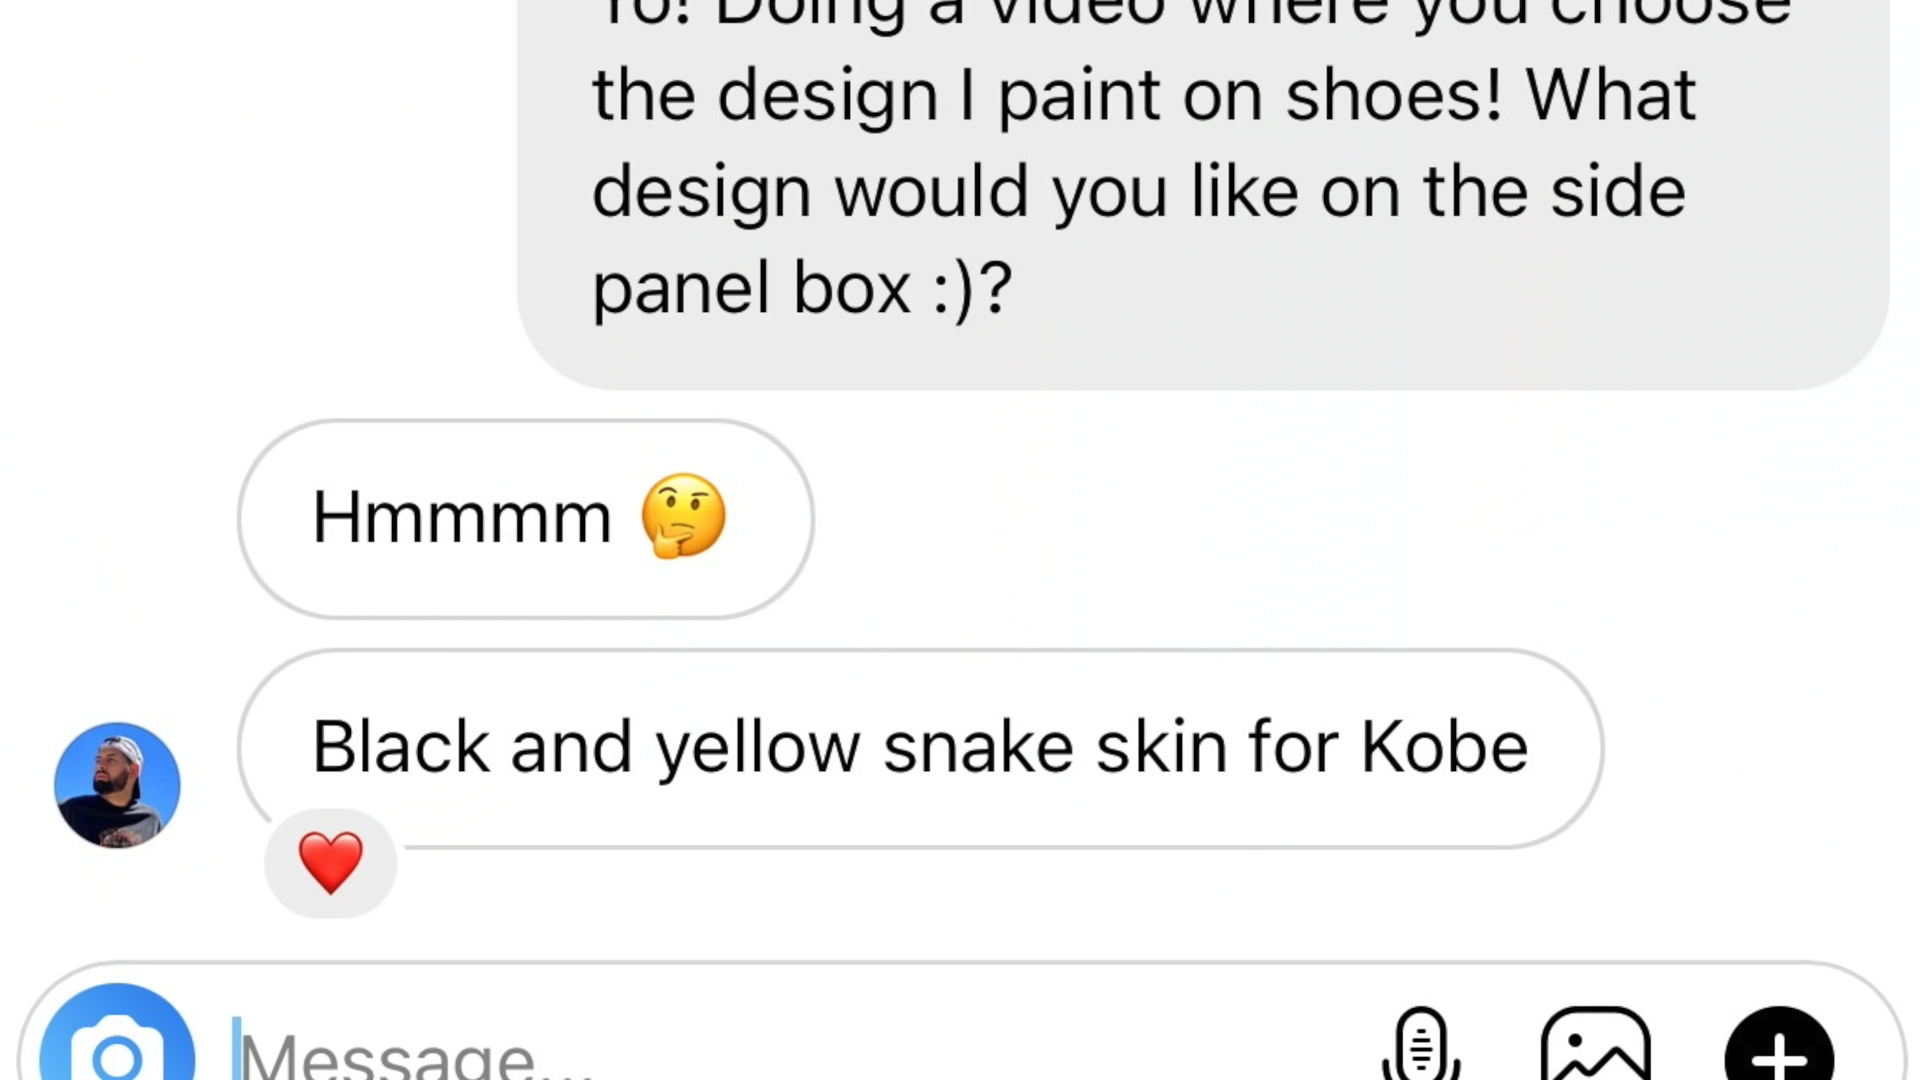 Yo! Doing a video where you choose
the design I paint on shoes! What
design would you like on the side
panel box :)?
Hmmmm 🤔
Black and yellow snake skin for Kobe
❤️
Message...